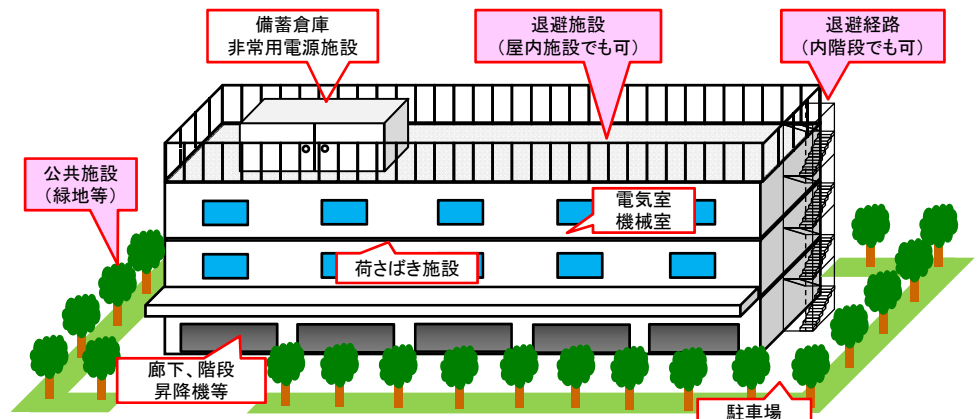 備蓄倉庫
非常用電源施設
退避施設
（屋内施設でも可）
退避経路
（内階段でも可）
公共施設
（緑地等）
電気室
機械室
荷さばき施設
廊下、階段
昇降機等
駐車場